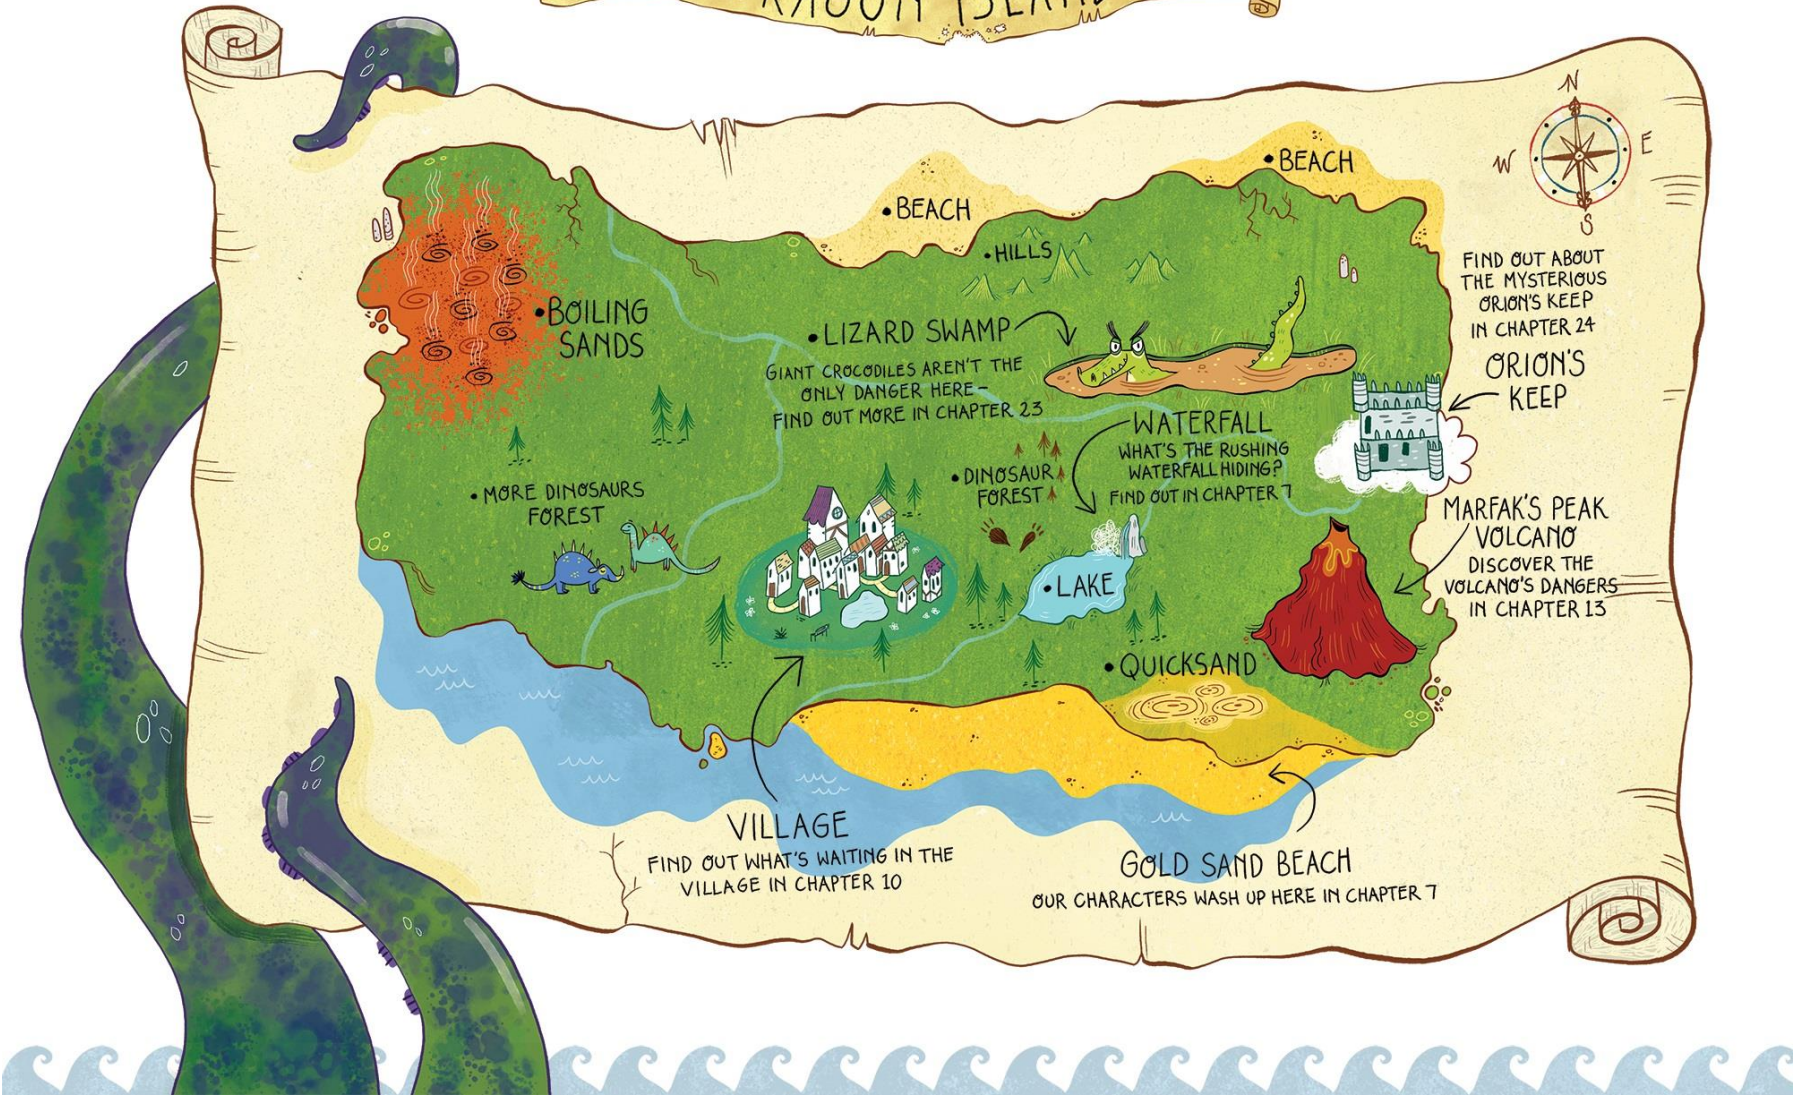 ISLAND
N
W
E
S
BEACH
BEACH
HILLS
BOILING
SANDS
LIZARD SWAMP
GIANT CROCODILES AREN'T THE
ONLY DANGER HERE–
FIND OUT MORE IN CHAPTER 23
FIND OUT ABOUT
THE MYSTERIOUS
ORION'S KEEP
IN CHAPTER 24
ORION'S
KEEP
WATERFALL
WHAT'S THE RUSHING
WATERFALL HIDING?
FIND OUT IN CHAPTER 7
DINOSAUR
FOREST
MORE DINOSAURS
FOREST
MARFAK'S PEAK
VOLCANO
DISCOVER THE
VOLCANO'S DANGERS
IN CHAPTER 13
LAKE
QUICKSAND
VILLAGE
FIND OUT WHAT'S WAITING IN THE
VILLAGE IN CHAPTER 10
GOLD SAND BEACH
OUR CHARACTERS WASH UP HERE IN CHAPTER 7